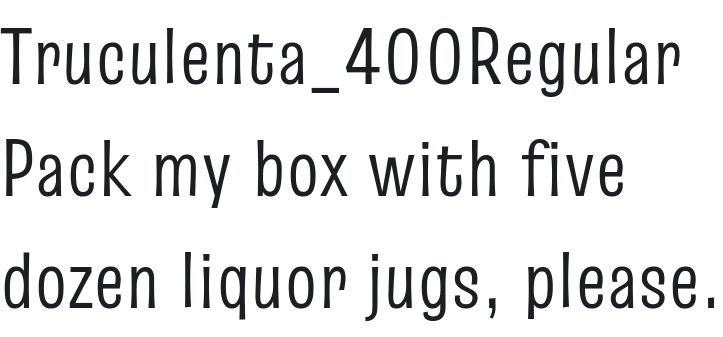 Truculenta_400Regular
Pack my box with five
dozen liquor jugs, please.